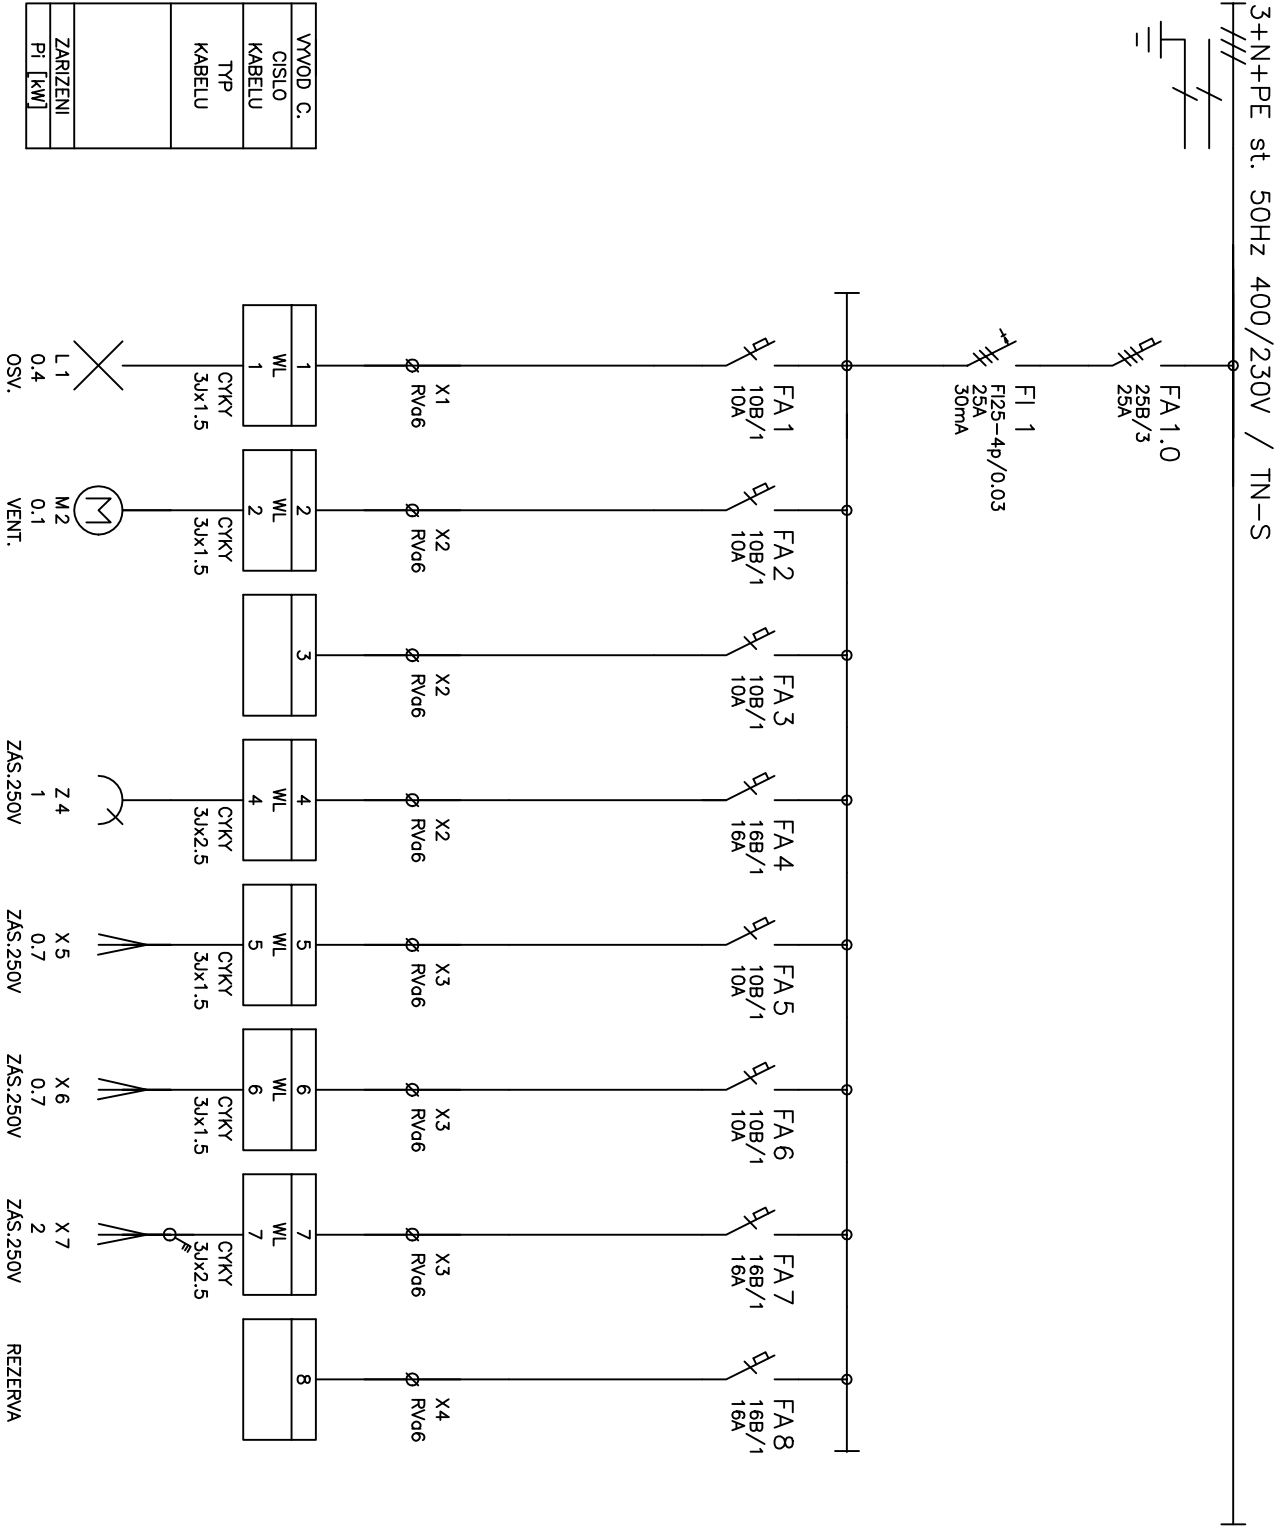 3+N+PE st. 50Hz 400/230V / TN-S
FA 1.0
25B/3
25A
FI 1
FI25-4p/0.03
25A
30mA
FA 1
10B/1
10A
FA 2
10B/1
10A
FA 3
10B/1
10A
FA 4
16B/1
16A
FA 5
10B/1
10A
FA 6
10B/1
10A
FA 7
16B/1
16A
FA 8
16B/1
16A
X1
RVa6
X2
RVa6
X2
RVa6
X2
RVa6
X3
RVa6
X3
RVa6
X3
RVa6
X4
RVa6
VYVOD C.
CISLO
KABELU
TYP
KABELU
ZARIZENI
Pi [kW]
1
WL
1
CYKY
3Jx1.5
L 1
0.4
OSV.
2
WL
2
CYKY
3Jx1.5
M
M 2
0.1
VENT.
3
4
WL
4
CYKY
3Jx2.5
Z 4
1
ZÁS.250V
5
WL
5
CYKY
3Jx1.5
X 5
0.7
ZÁS.250V
6
WL
6
CYKY
3Jx1.5
X 6
0.7
ZÁS.250V
7
WL
7
CYKY
3Jx2.5
X 7
2
ZÁS.250V
8
REZERVA